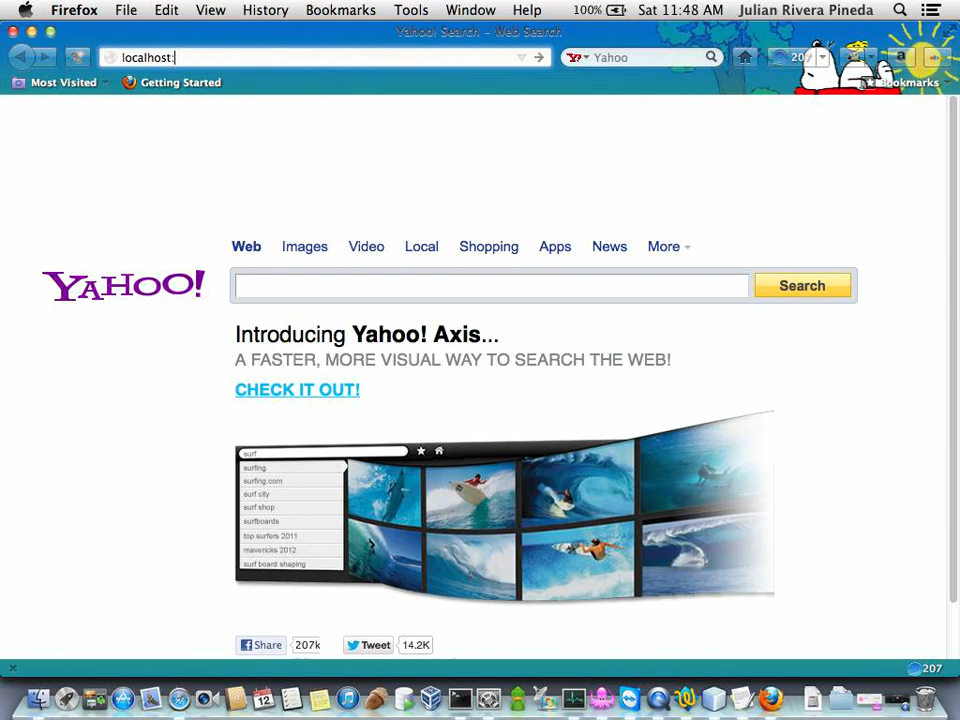 Firefox File Edit View History Bookmarks Tools Window Help 100% Sat 11:48 AM Julian Rivera Pineda
Yahoo! Search – Web Search
localhost: Yahoo 207 a
Most Visited Getting Started Bookmarks
Web Images Video Local Shopping Apps News More
YAHOO! Search
Introducing Yahoo! Axis...
A FASTER, MORE VISUAL WAY TO SEARCH THE WEB!
CHECK IT OUT!
surf
surfing
surfing.com
surf city
surf shop
surfboards
top surfers 2011
mavericks 2012
surf board shaping
Share 207k Tweet 14.2K
207
12